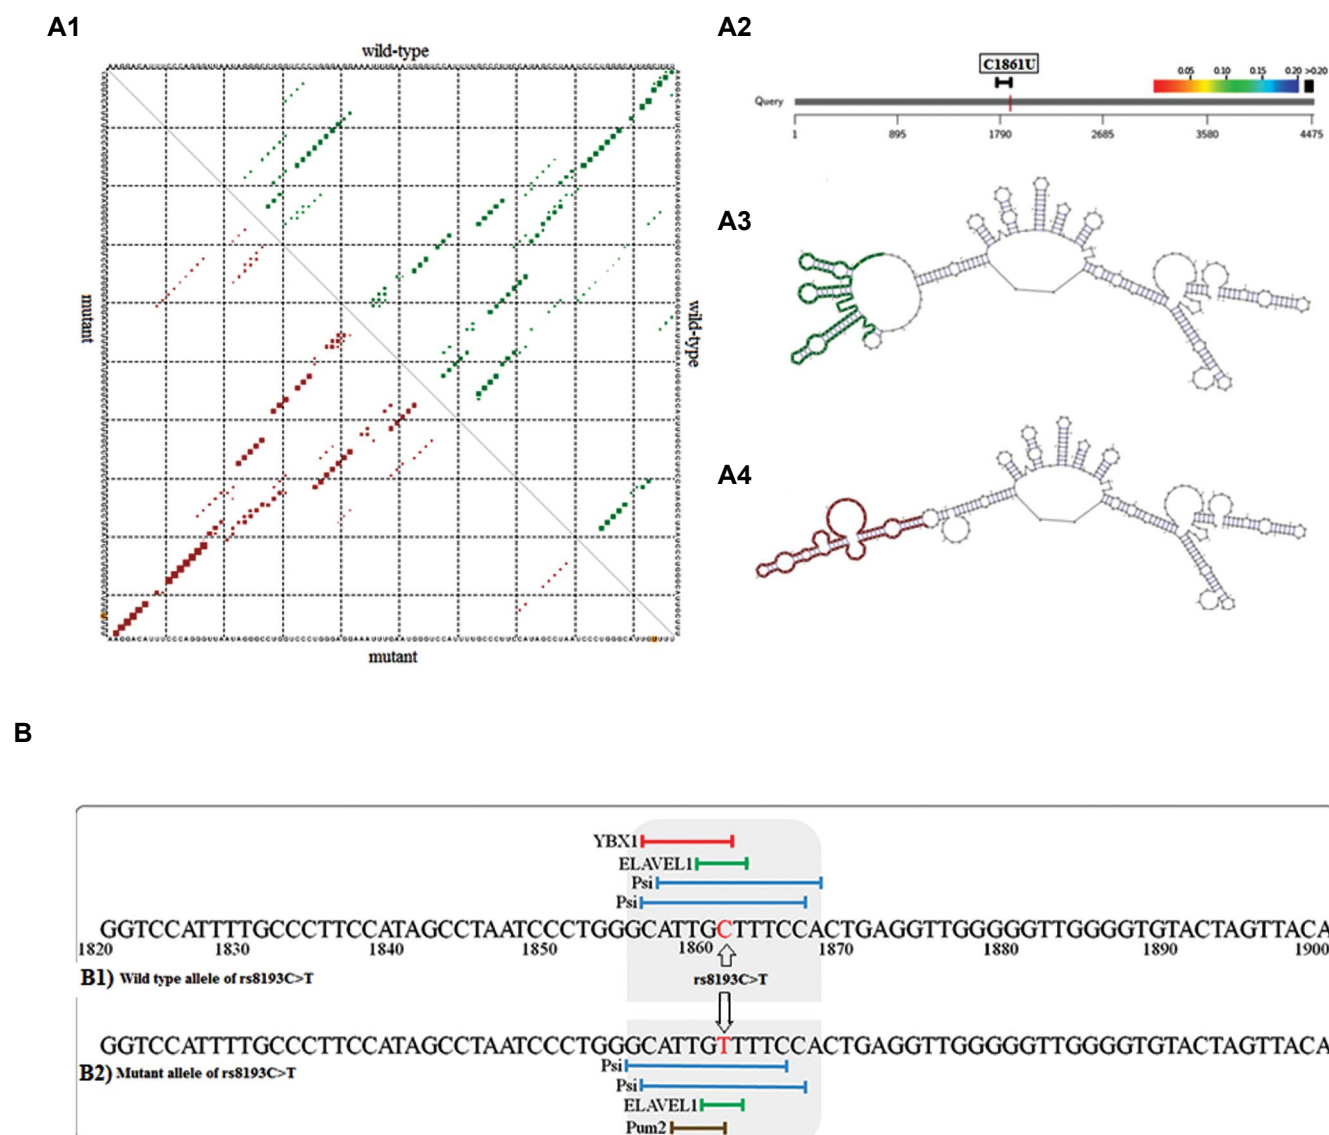 A1
A2
wild-type
mutant
wild-type
mutant
C1861U
0.05 0.10 0.15 0.20 >0.20
Query
1 895 1790 2685 3580 4475
A3
A4
B
YBX1
ELAVEL1
Psi
Psi
GGTCCATTTTGCCCTTCCATAGCCTAATCCCTGGGCATTGCTTTCCACTGAGGTTGGGGGTTGGGGTGTACTAGTTACA
1820 1830 1840 1850 1860 1870 1880 1890 1900
B1) Wild type allele of rs8193C>T
rs8193C>T
GGTCCATTTTGCCCTTCCATAGCCTAATCCCTGGGCATTGTTTTCCACTGAGGTTGGGGGTTGGGGTGTACTAGTTACA
B2) Mutant allele of rs8193C>T
Psi
Psi
ELAVEL1
Pum2